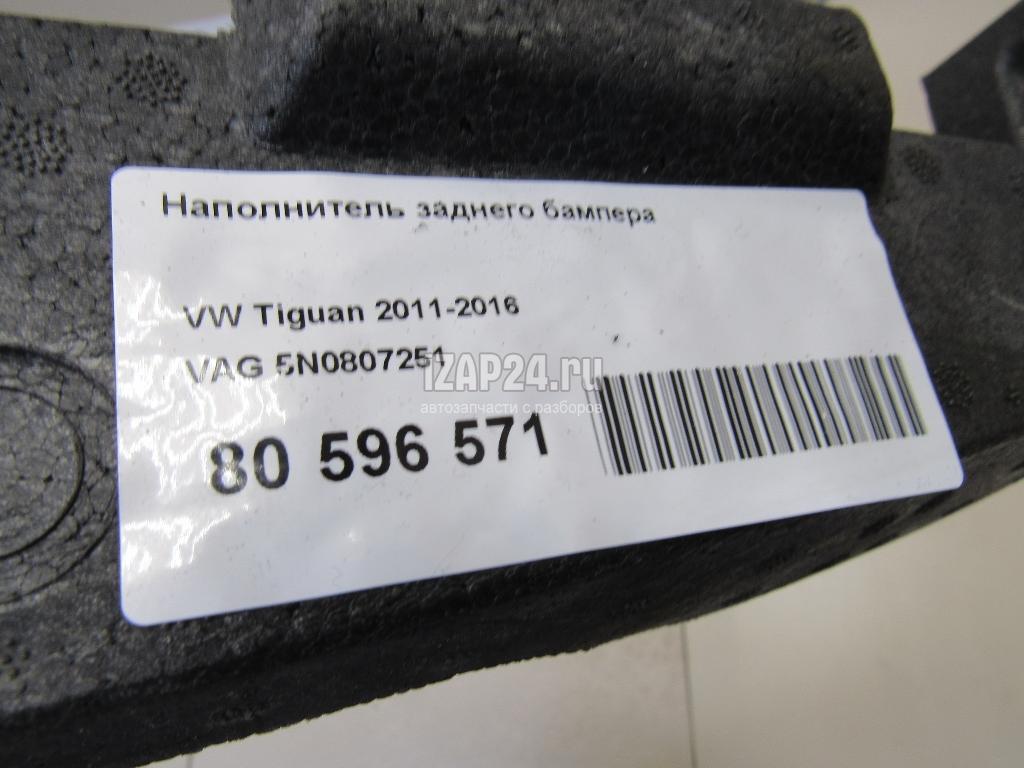 Наполнитель заднего бампера
VW Tiguan 2011-2016
VAG 5N0807251
IZAP24.ru
автозапчасти с разборов
80 596 571